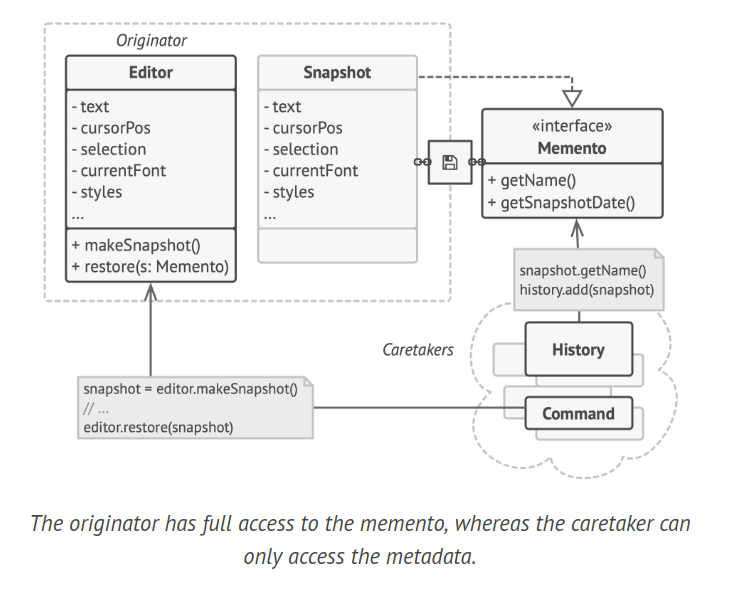 Originator
Editor
- text
- cursorPos
- selection
- currentFont
- styles
...
+ makeSnapshot()
+ restore(s: Memento)
Snapshot
- text
- cursorPos
- selection
- currentFont
- styles
...
«interface»
Memento
+ getName()
+ getSnapshotDate()
snapshot.getName()
history.add(snapshot)
Caretakers
History
Command
snapshot = editor.makeSnapshot()
// ...
editor.restore(snapshot)
The originator has full access to the memento, whereas the caretaker can
only access the metadata.